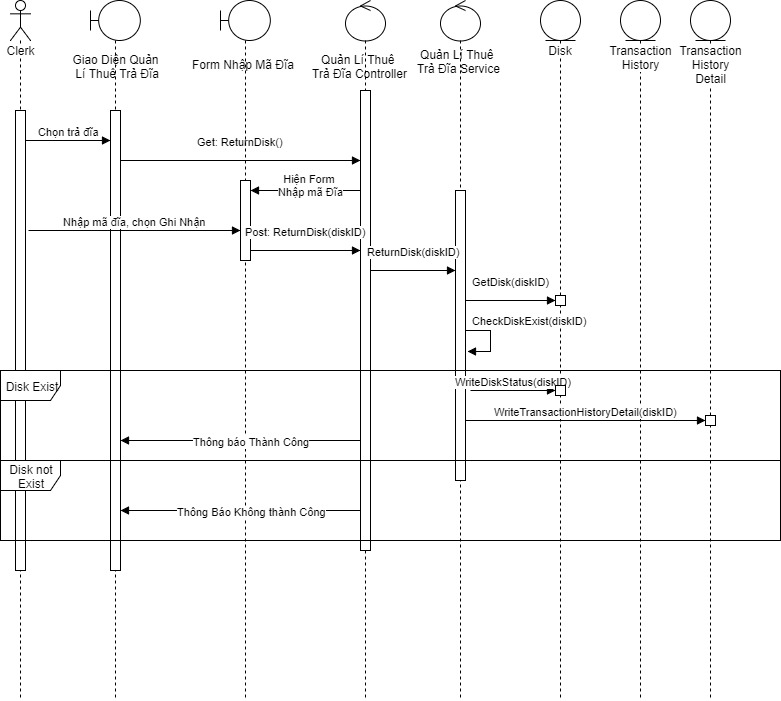 Clerk
Giao Diện Quản
Lí Thuê Trả Đĩa
Form Nhập Mã Đĩa
Quản Lí Thuê
Trả Đĩa Controller
Quản Lí Thuê
Trả Đĩa Service
Disk
Transaction
History
Transaction
History
Detail
Chọn trả đĩa
Get: ReturnDisk()
Hiện Form
Nhập mã Đĩa
Nhập mã đĩa, chọn Ghi Nhận
Post: ReturnDisk(diskID)
ReturnDisk(diskID)
GetDisk(diskID)
CheckDiskExist(diskID)
Disk Exist
WriteDiskStatus(diskID)
WriteTransactionHistoryDetail(diskID)
Thông báo Thành Công
Disk not
Exist
Thông Báo Không thành Công